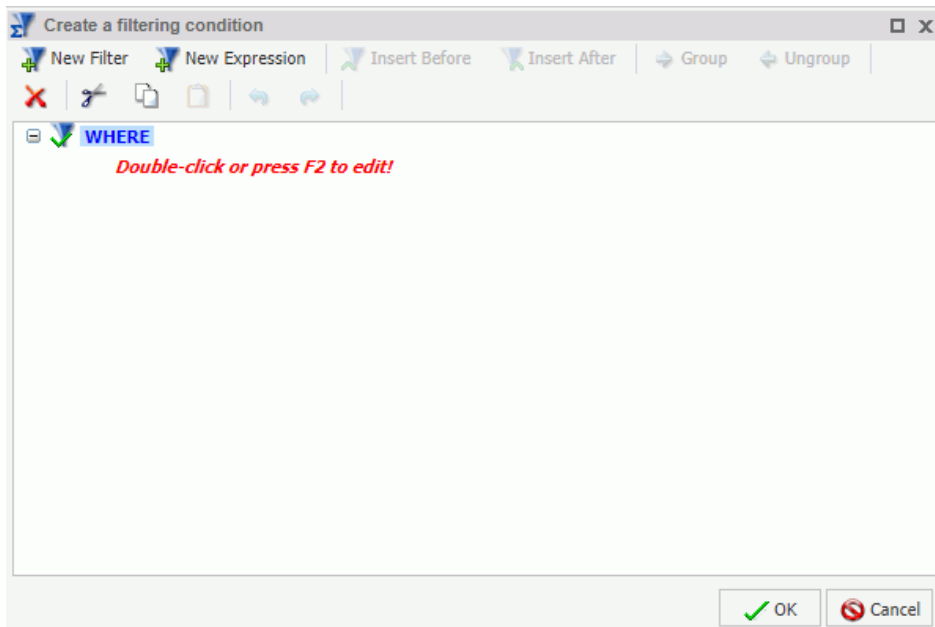 Create a filtering condition
New Filter New Expression Insert Before Insert After Group Ungroup
WHERE
Double-click or press F2 to edit!
OK Cancel